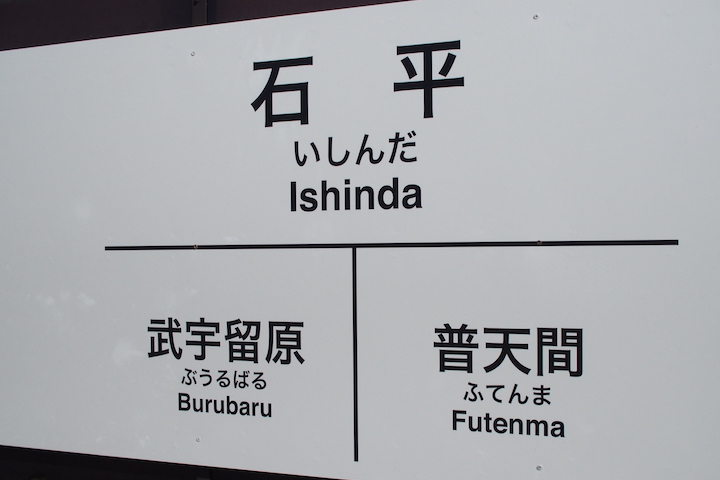 石 平
いしんだ
Ishinda
武宇留原
ぶうるばる
Burubaru
普天間
ふてんま
Futenma